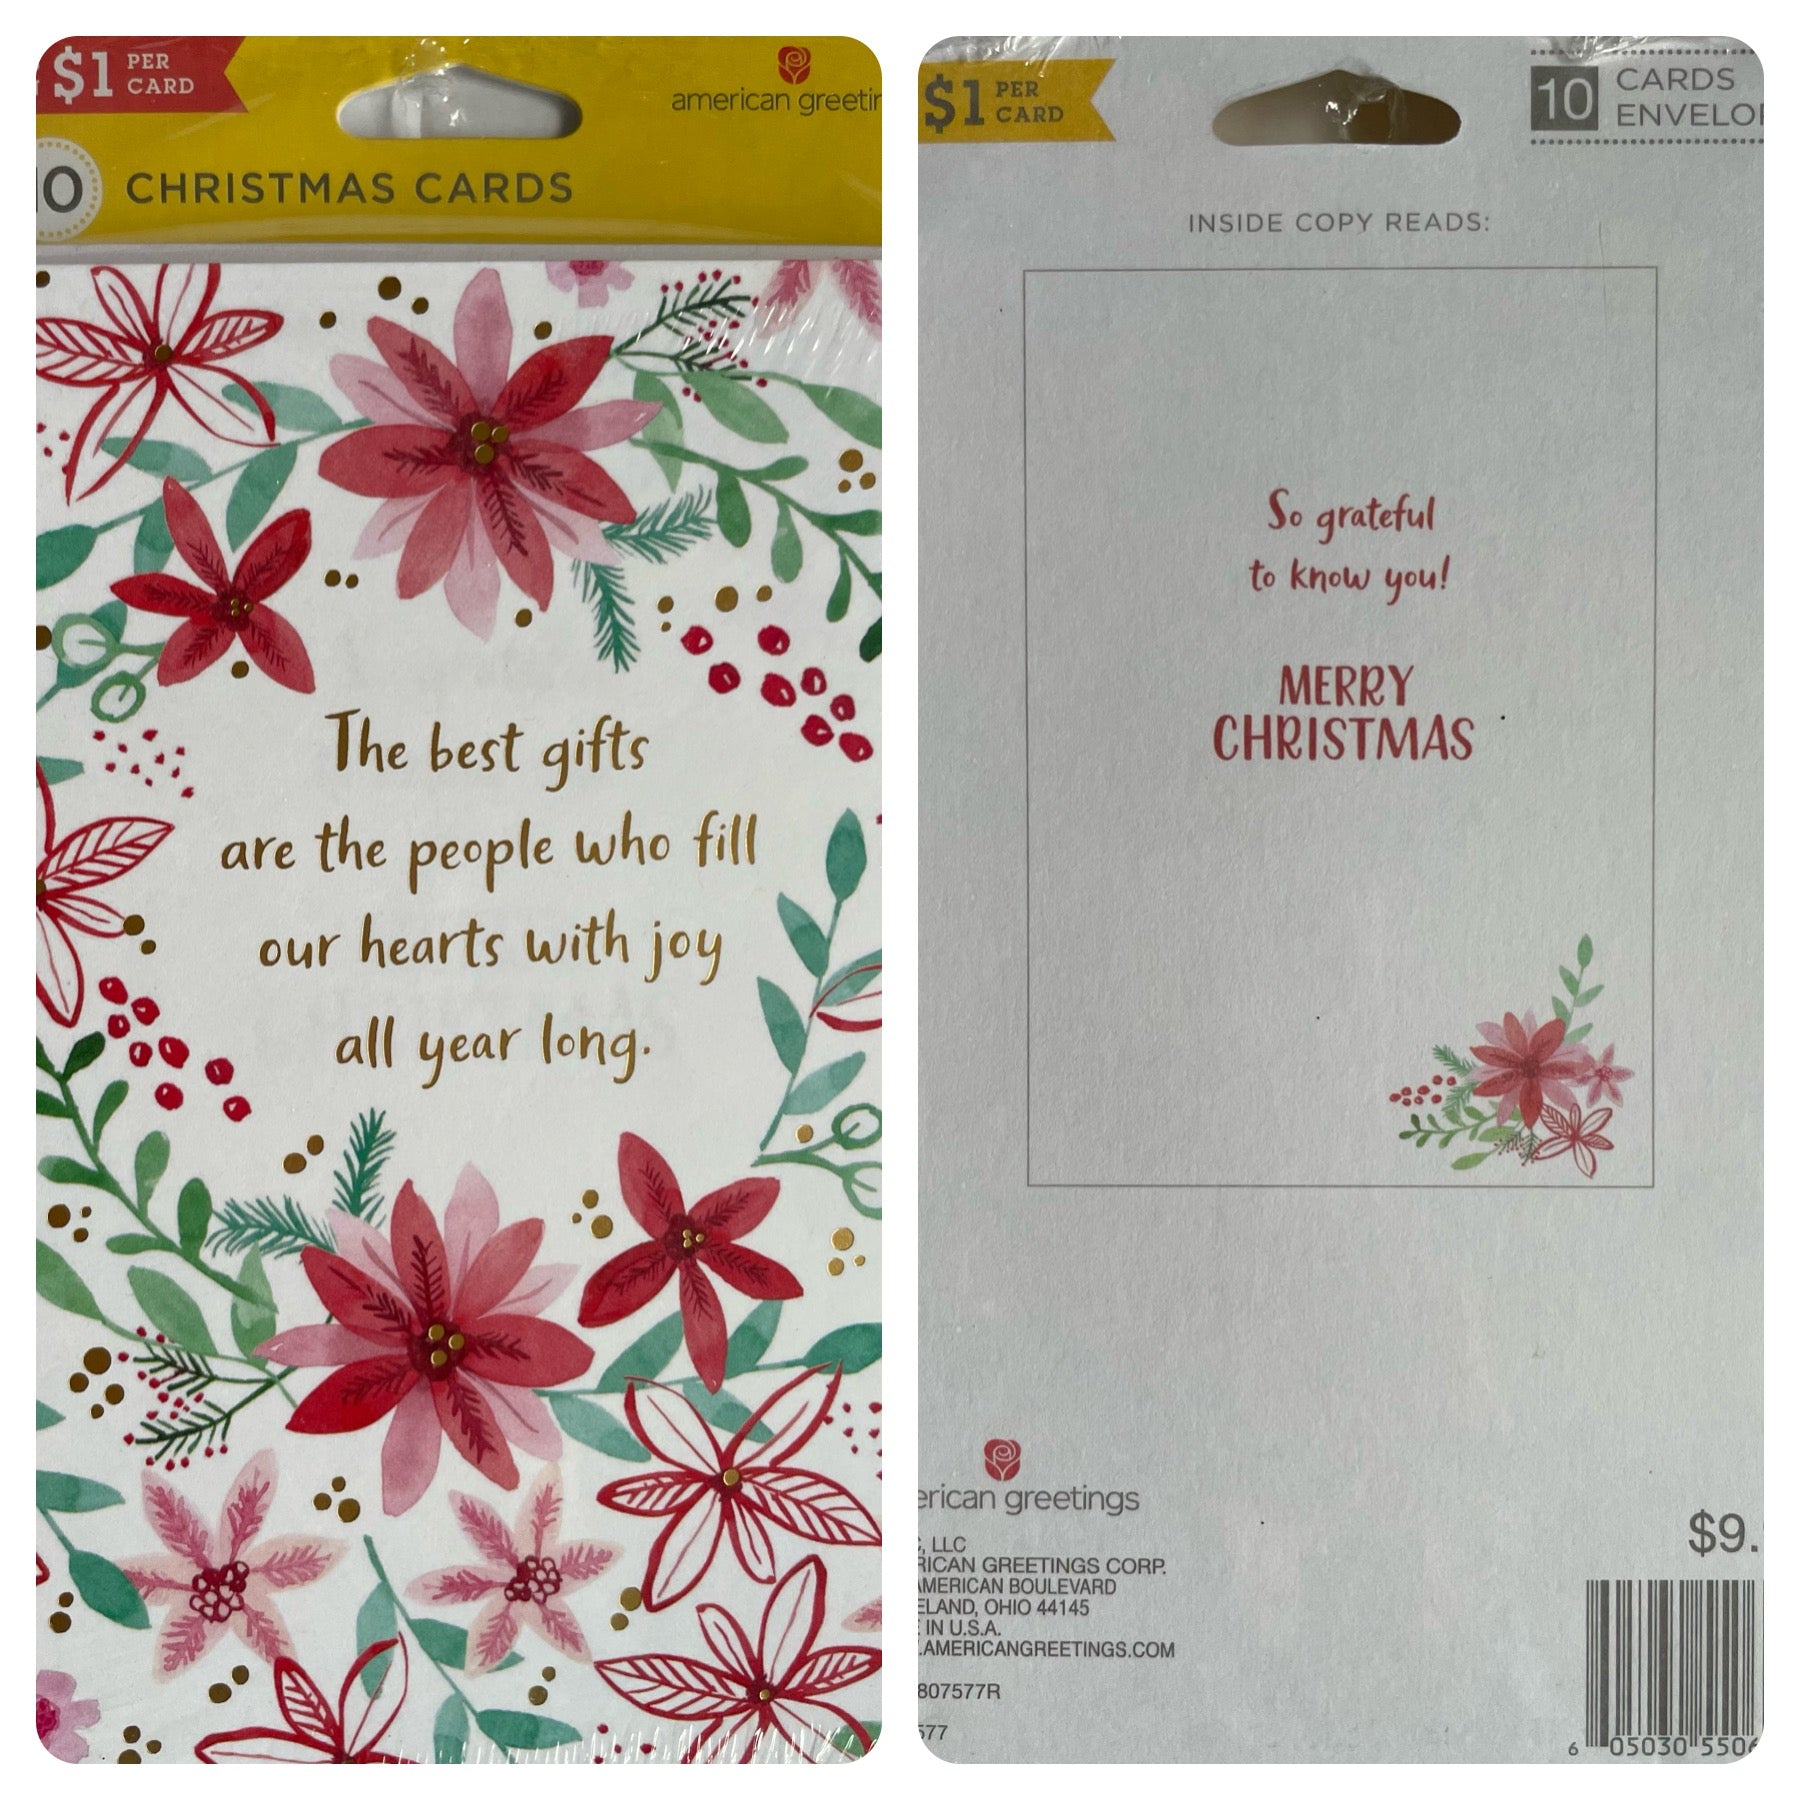 $1 PER
CARD
american greetin
10 CHRISTMAS CARDS
The best gifts
are the people who fill
our hearts with joy
all year long.
$1 PER
CARD
10 CARDS
ENVELO
INSIDE COPY READS:
So grateful
to know you!
MERRY
CHRISTMAS
erican greetings
, LLC
RICAN GREETINGS CORP.
AMERICAN BOULEVARD
ELAND, OHIO 44145
IN U.S.A.
.AMERICANGREETINGS.COM
807577R
577
$9.
6 05030 5506